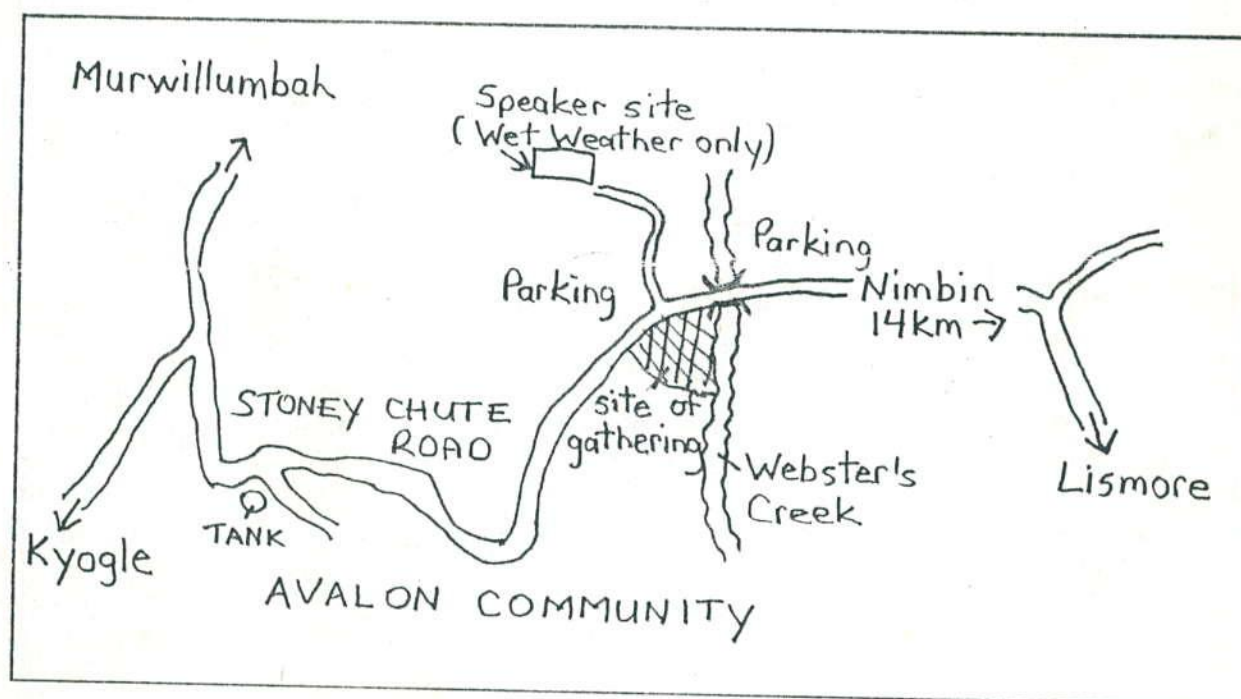 Murwillumbah
Speaker site
(Wet Weather only)
Parking
Parking
Nimbin
14km →
STONEY CHUTE
ROAD
site of
gathering
Webster's
Creek
Lismore
TANK
Kyogle
AVALON COMMUNITY